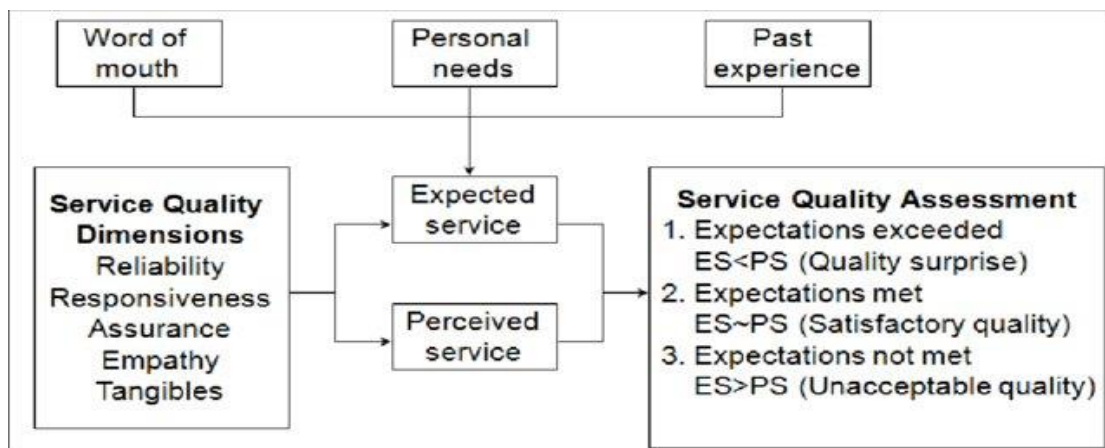 Word of
mouth
Personal
needs
Past
experience
Service Quality
Dimensions
Reliability
Responsiveness
Assurance
Empathy
Tangibles
Expected
service
Perceived
service
Service Quality Assessment
1. Expectations exceeded
ES<PS (Quality surprise)
2. Expectations met
ES~PS (Satisfactory quality)
3. Expectations not met
ES>PS (Unacceptable quality)